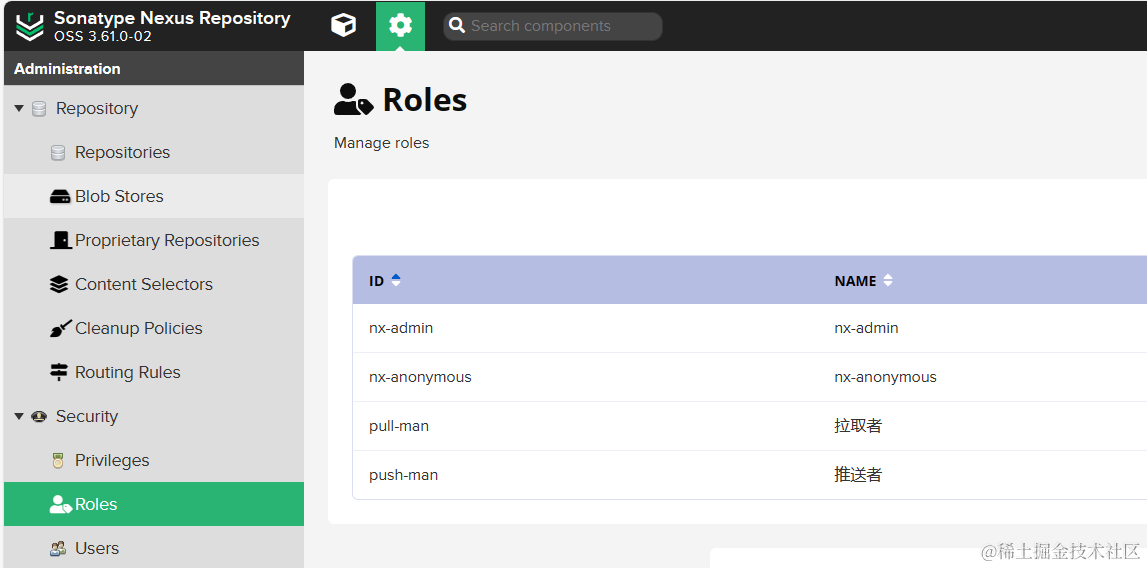 Sonatype Nexus Repository
OSS 3.61.0-02
Search components
Administration
Repository
Repositories
Blob Stores
Proprietary Repositories
Content Selectors
Cleanup Policies
Routing Rules
Security
Privileges
Roles
Users
Roles
Manage roles
ID NAME
nx-admin nx-admin
nx-anonymous nx-anonymous
pull-man 拉取者
push-man 推送者
@稀土掘金技术社区